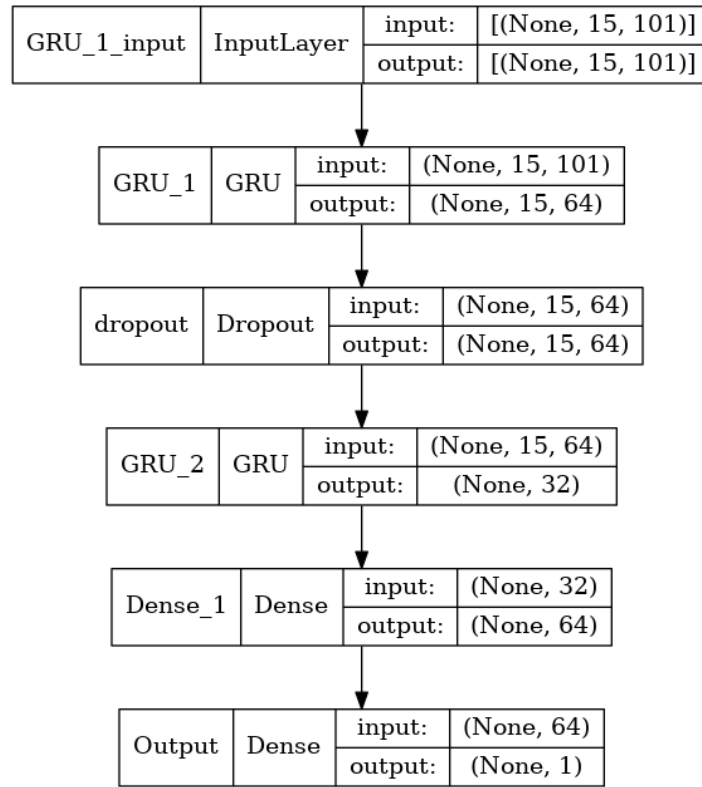 GRU_1_input InputLayer input: [(None, 15, 101)]
output: [(None, 15, 101)]
GRU_1 GRU input: (None, 15, 101)
output: (None, 15, 64)
dropout Dropout input: (None, 15, 64)
output: (None, 15, 64)
GRU_2 GRU input: (None, 15, 64)
output: (None, 32)
Dense_1 Dense input: (None, 32)
output: (None, 64)
Output Dense input: (None, 64)
output: (None, 1)